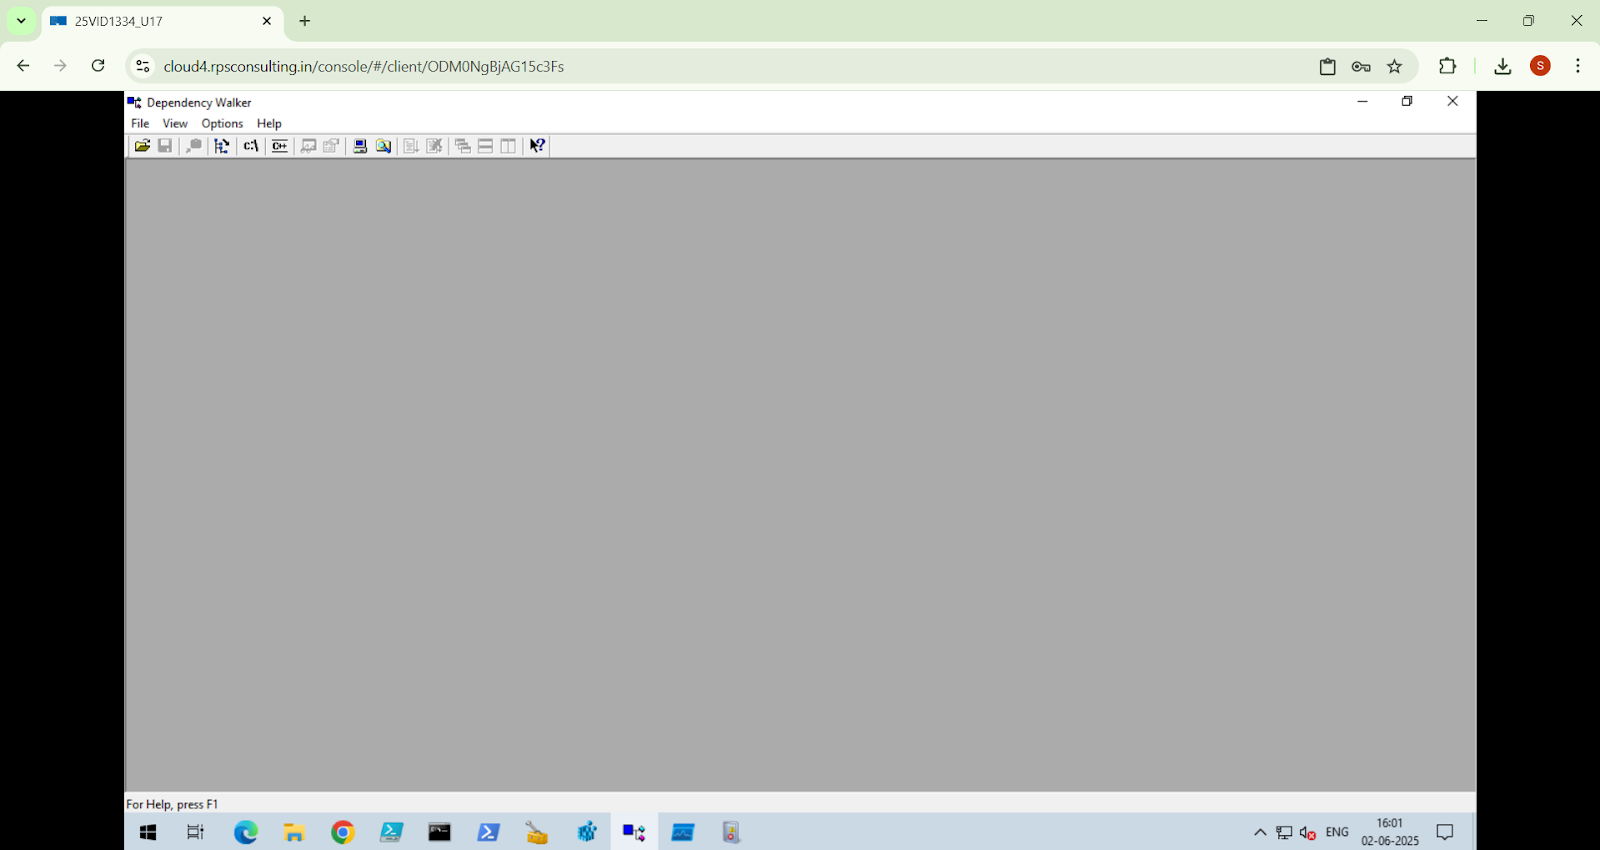 25VID1334_U17
cloud4.rpsconsulting.in/console/#/client/ODM0NgBjAG15c3Fs
S
Dependency Walker
File View Options Help
c:\ C++
For Help, press F1
ENG
16:01
02-06-2025